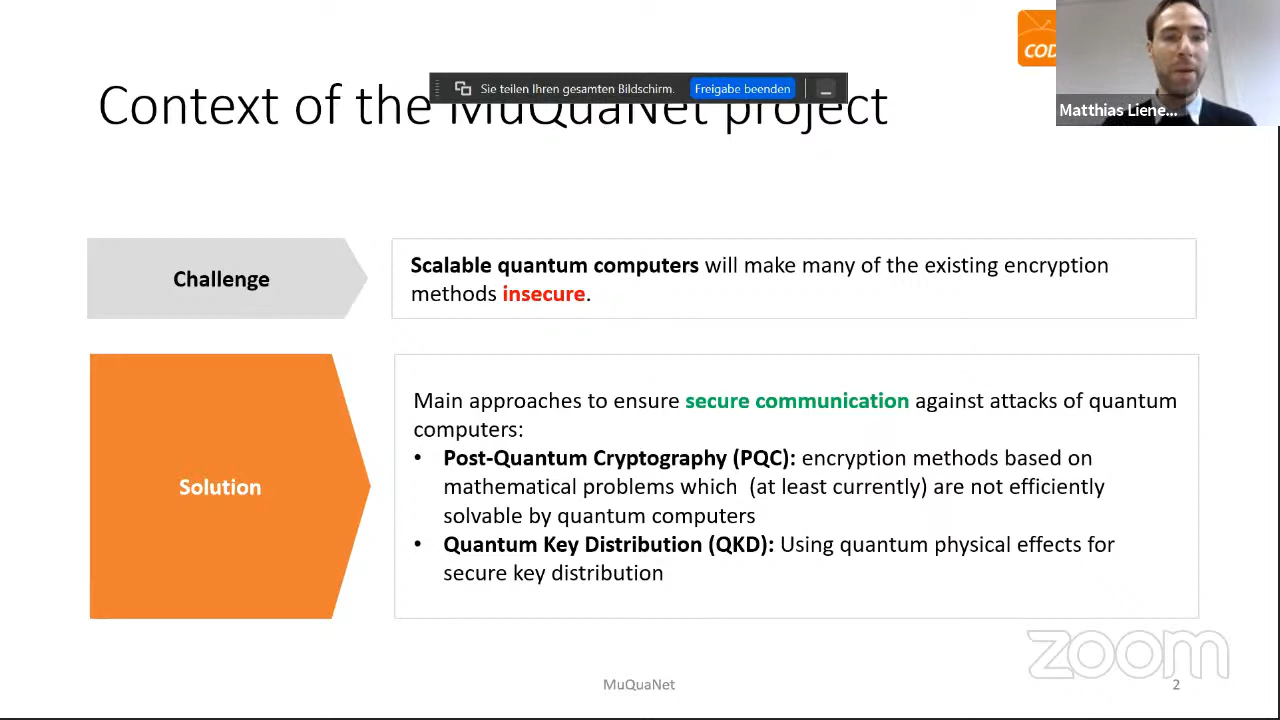 COD
Matthias Liene...
Sie teilen Ihren gesamten Bildschirm. Freigabe beenden
Context of the MuQuaNet project
Challenge
Scalable quantum computers will make many of the existing encryption
methods insecure.
Solution
Main approaches to ensure secure communication against attacks of quantum
computers:
• Post-Quantum Cryptography (PQC): encryption methods based on
mathematical problems which (at least currently) are not efficiently
solvable by quantum computers
• Quantum Key Distribution (QKD): Using quantum physical effects for
secure key distribution
zoom
MuQuaNet
2